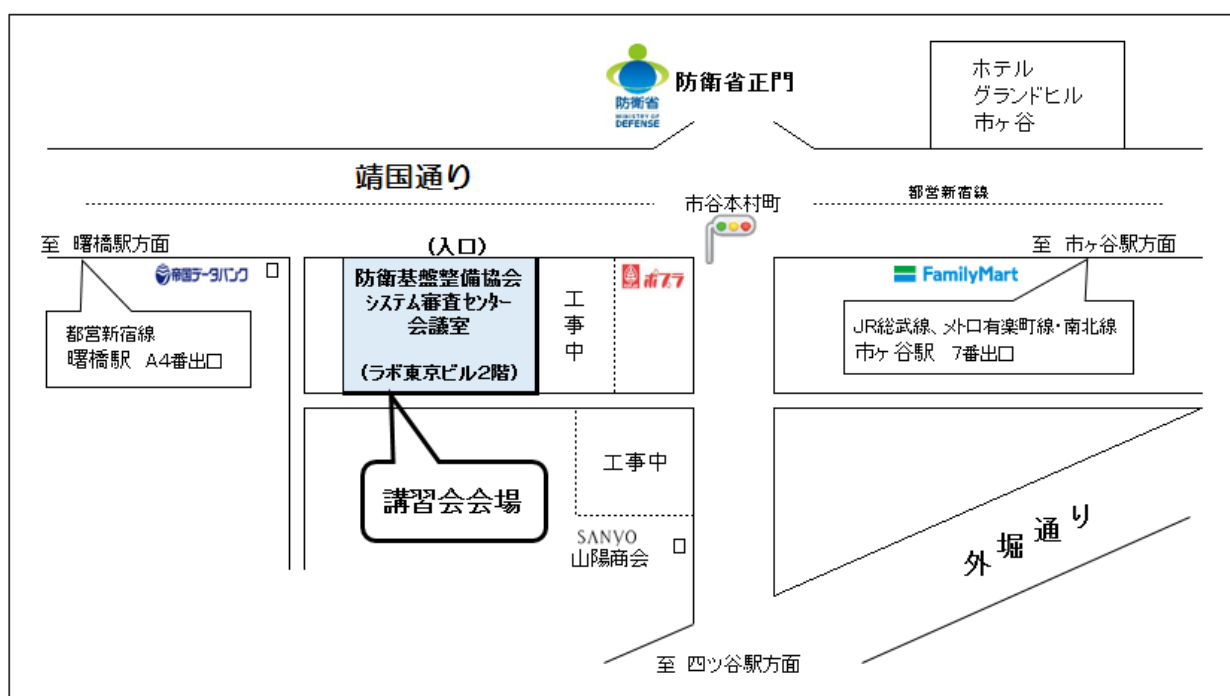 防衛省
MINISTRY OF
DEFENSE
防衛省正門
ホテル
グランドヒル
市ヶ谷
靖国通り
都営新宿線
市谷本村町
至 曙橋駅方面
(入口)
至 市ヶ谷駅方面
帝国データバンク
防衛基盤整備協会
システム審査センター
会議室
(ラボ東京ビル2階)
工事中
ポプラ
FamilyMart
都営新宿線
曙橋駅 A4番出口
JR総武線、メトロ有楽町線・南北線
市ヶ谷駅 7番出口
工事中
講習会会場
SANYO
山陽商会
外堀通り
至 四ツ谷駅方面